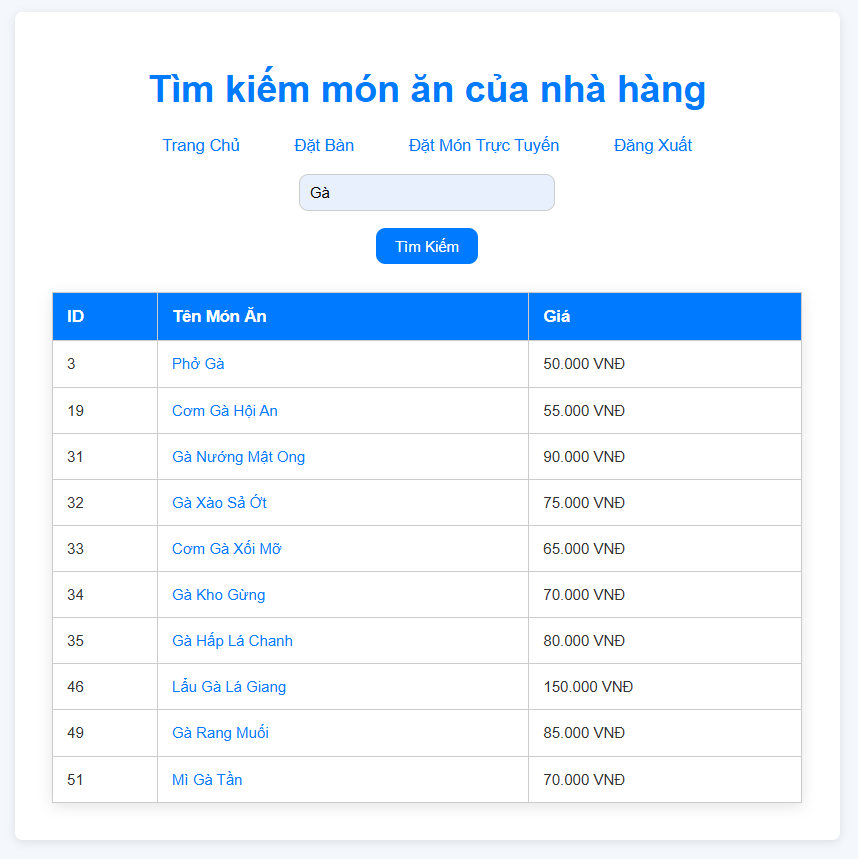 Tìm kiếm món ăn của nhà hàng
Trang Chủ Đặt Bàn Đặt Món Trực Tuyến Đăng Xuất
Gà
Tìm Kiếm
ID Tên Món Ăn Giá
3 Phở Gà 50.000 VNĐ
19 Cơm Gà Hội An 55.000 VNĐ
31 Gà Nướng Mật Ong 90.000 VNĐ
32 Gà Xào Sả Ớt 75.000 VNĐ
33 Cơm Gà Xối Mỡ 65.000 VNĐ
34 Gà Kho Gừng 70.000 VNĐ
35 Gà Hấp Lá Chanh 80.000 VNĐ
46 Lẩu Gà Lá Giang 150.000 VNĐ
49 Gà Rang Muối 85.000 VNĐ
51 Mì Gà Tần 70.000 VNĐ